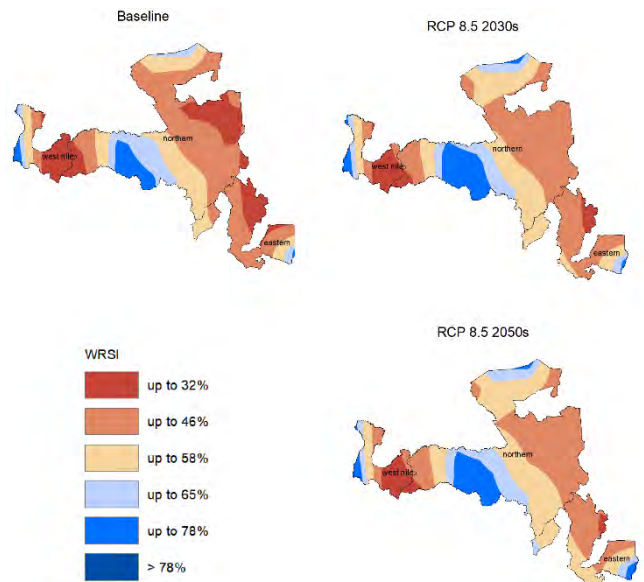 Baseline
northern
west nile
eastern
RCP 8.5 2030s
northern
west nile
eastern
RCP 8.5 2050s
northern
west nile
eastern
WRSI
up to 32%
up to 46%
up to 58%
up to 65%
up to 78%
> 78%